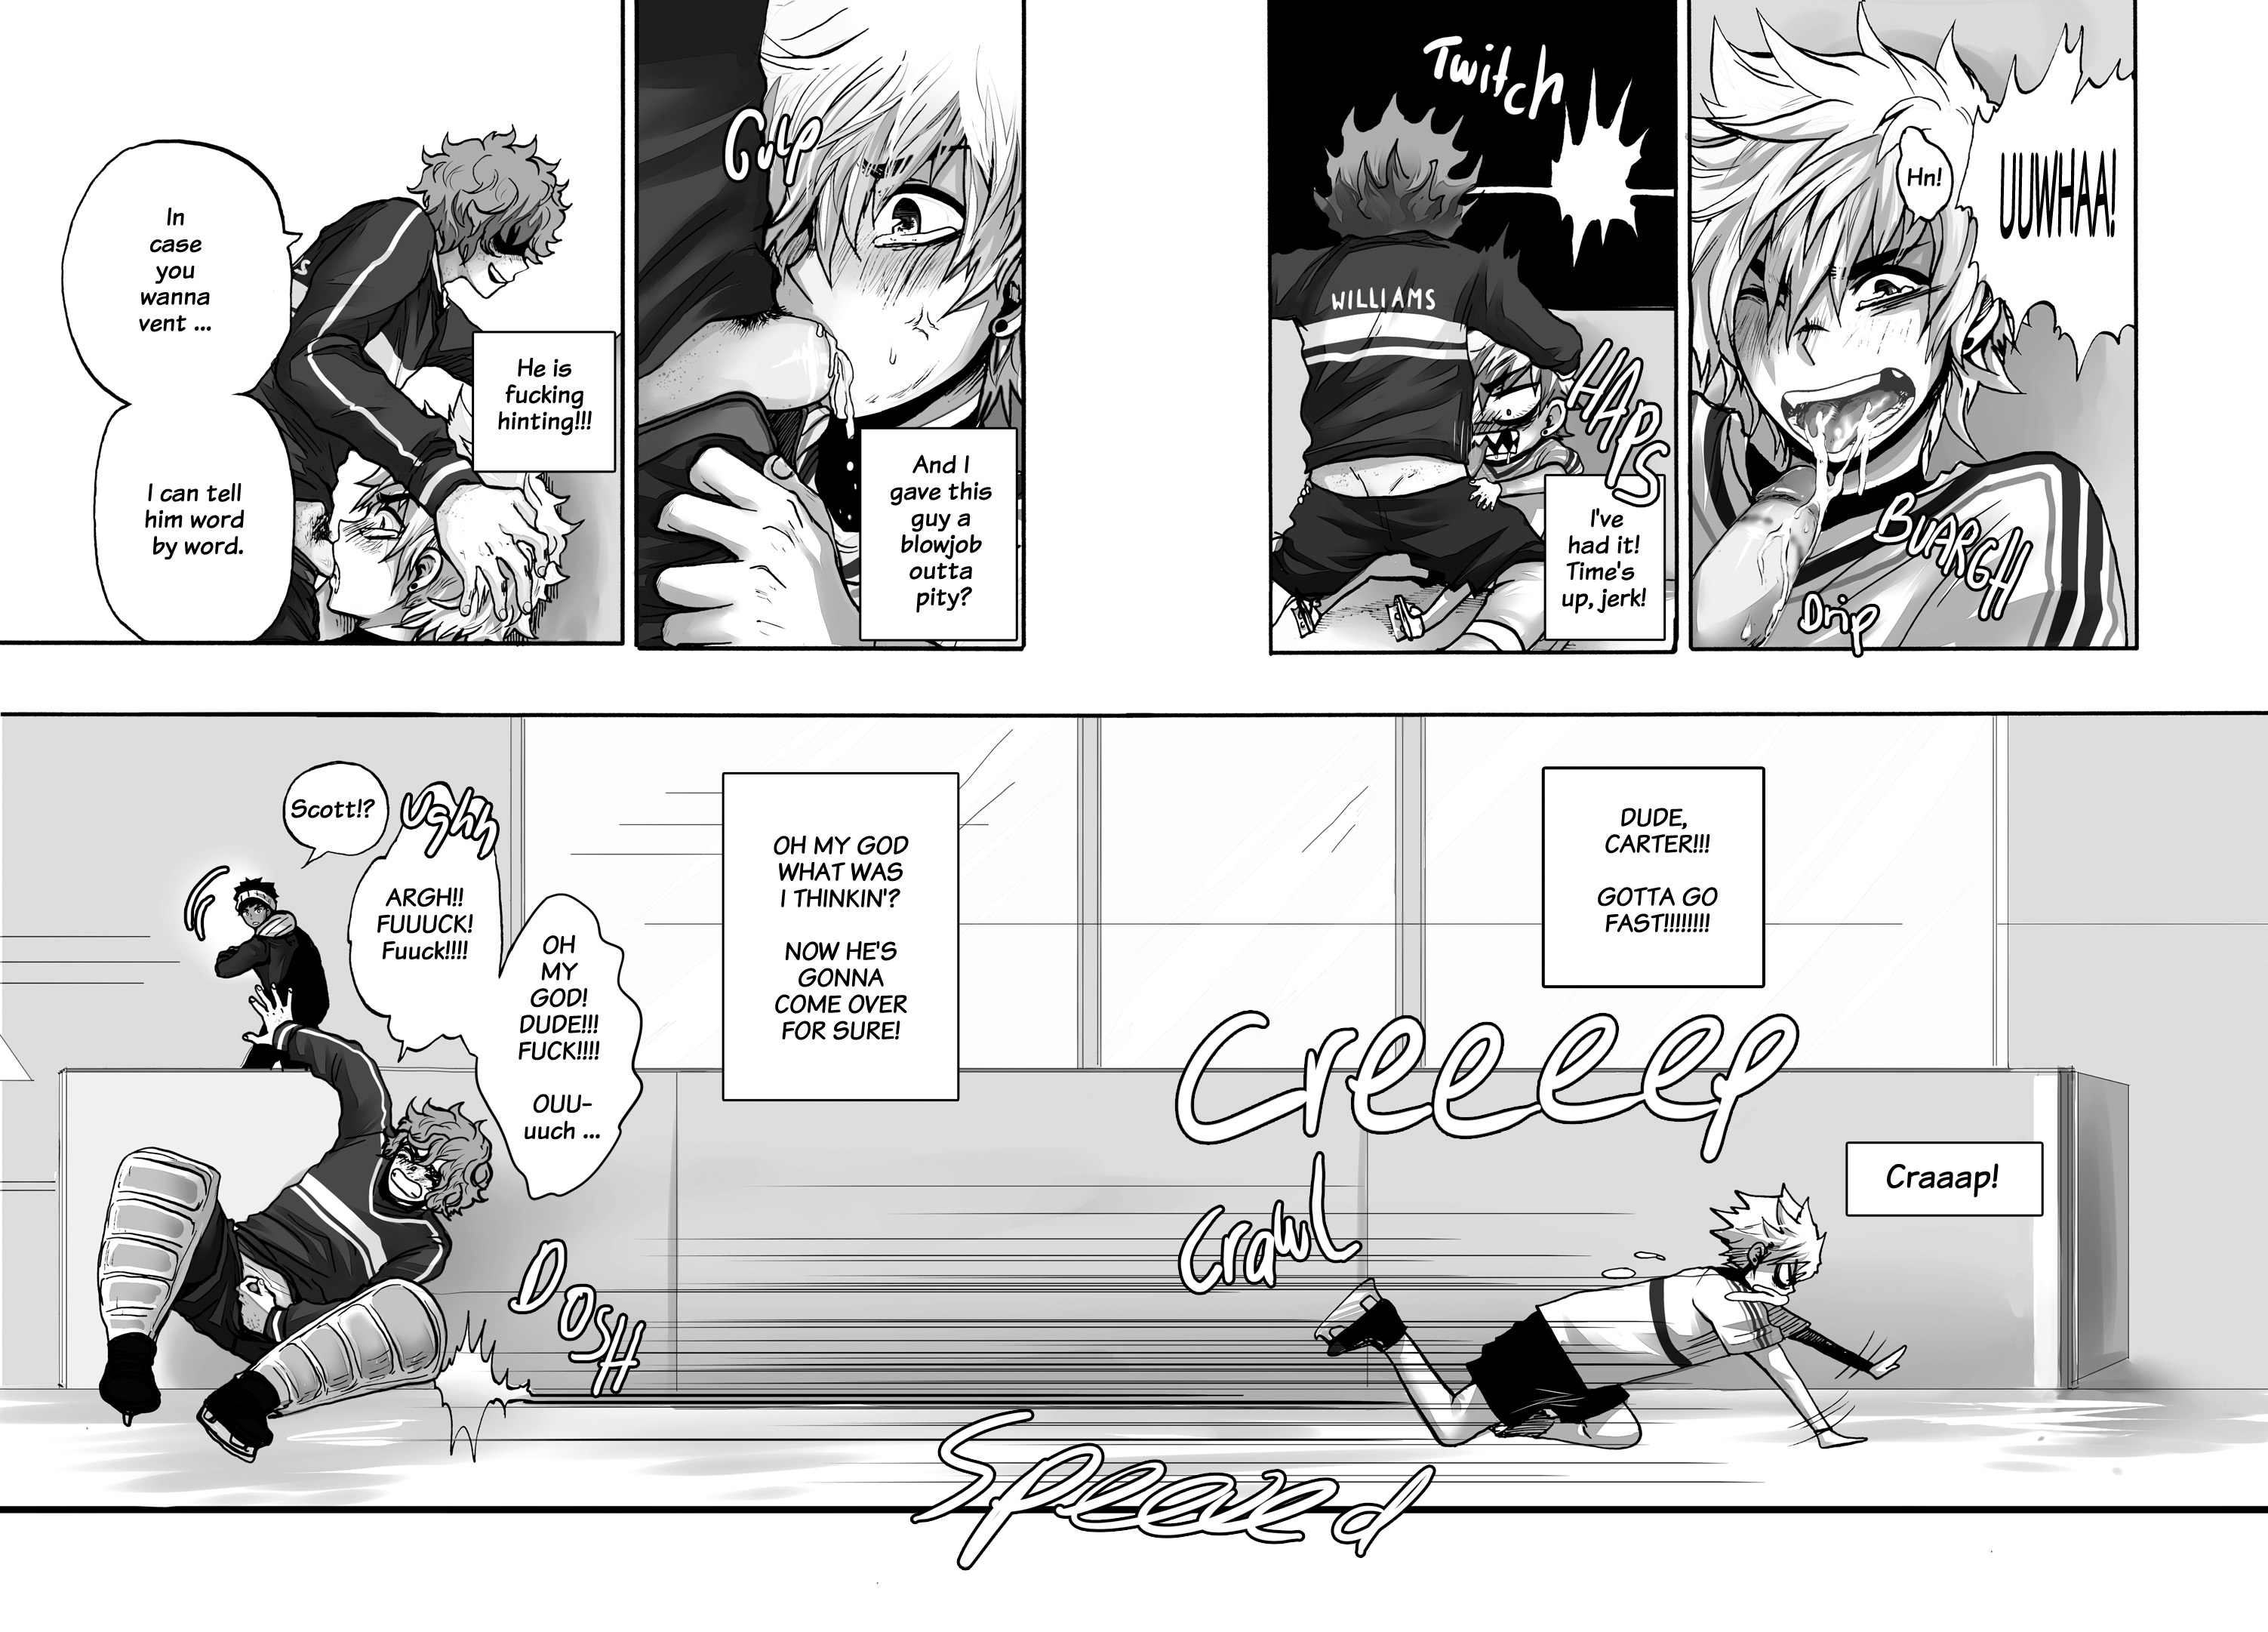 In
case
you
wanna
vent ...
I can tell
him word
by word.
He is
fucking
hinting!!!
Gulp
And I
gave this
guy a
blowjob
outta
pity?
Twitch
WILLIAMS
HAPS
I've
had it!
Time's
up, jerk!
Hn!
UUWHAA!
BUARGH
Drip
Scott!?
Ughh
ARGH!!
FUUUCK!
Fuuck!!!!
OH
MY
GOD!
DUDE!!!
FUCK!!!!
OUU-
uuch ...
DOSH
OH MY GOD
WHAT WAS
I THINKIN'?
NOW HE'S
GONNA
COME OVER
FOR SURE!
DUDE,
CARTER!!!
GOTTA GO
FAST!!!!!!!!
Creeeeep
Crawl
Craaap!